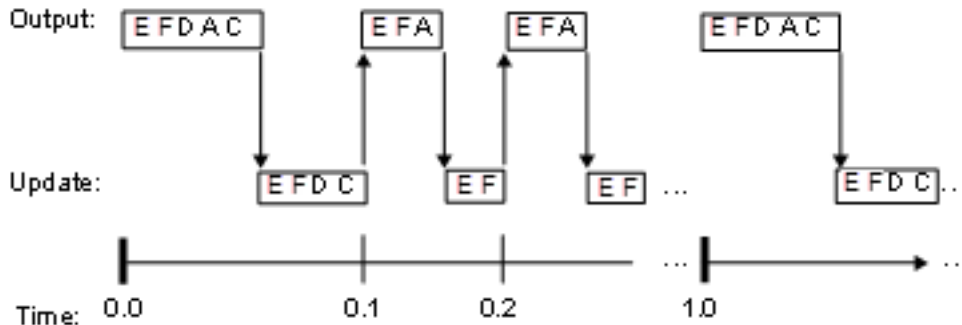 Output: E F D A C E F A E F A E F D A C
Update: E F D C E F E F ... E F D C ..
... ..
Time: 0.0 0.1 0.2 1.0